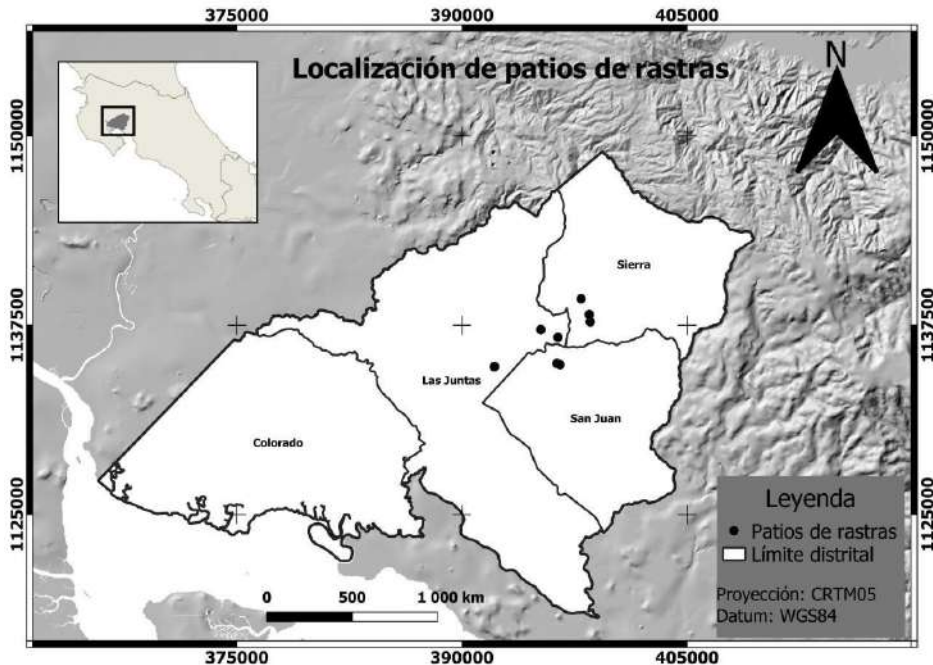 375000
390000
405000
Localización de patios de rastras
N
1150000
1150000
Sierra
1137500
1137500
Las Juntas
San Juan
Colorado
1125000
1125000
Leyenda
Patios de rastras
Límite distrital
Proyección: CRTM05
Datum: WGS84
0
500
1 000 km
375000
390000
405000